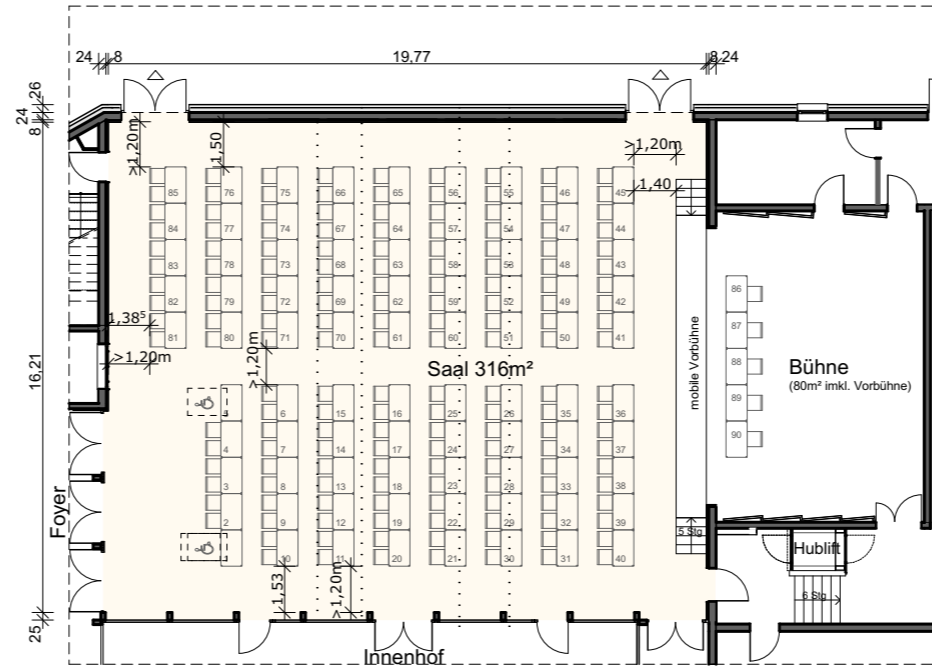 24 8 19,77 8 24
26
24
8
>1,20m
1,50
>1,20m
1,40
85 76 75 66 65 56 55 46 45
84 77 74 67 64 57 54 47 44
83 78 73 68 63 58 53 48 43
82 79 72 69 62 59 52 49 42
81 80 71 70 61 60 51 50 41
86
87
88
89
90
1,38⁵
>1,20m
>1,20m
16,21
Saal 316m²
mobile Vorbühne
Bühne
(80m² imkl. Vorbühne)
5 6 15 16 25 26 35 36
4 7 14 17 24 27 34 37
3 8 13 18 23 28 33 38
2 9 12 19 22 29 32 39
10 11 20 21 30 31 40
Foyer
5 Stg
Hublift
6 Stg
1,53
>1,20m
25
Innenhof